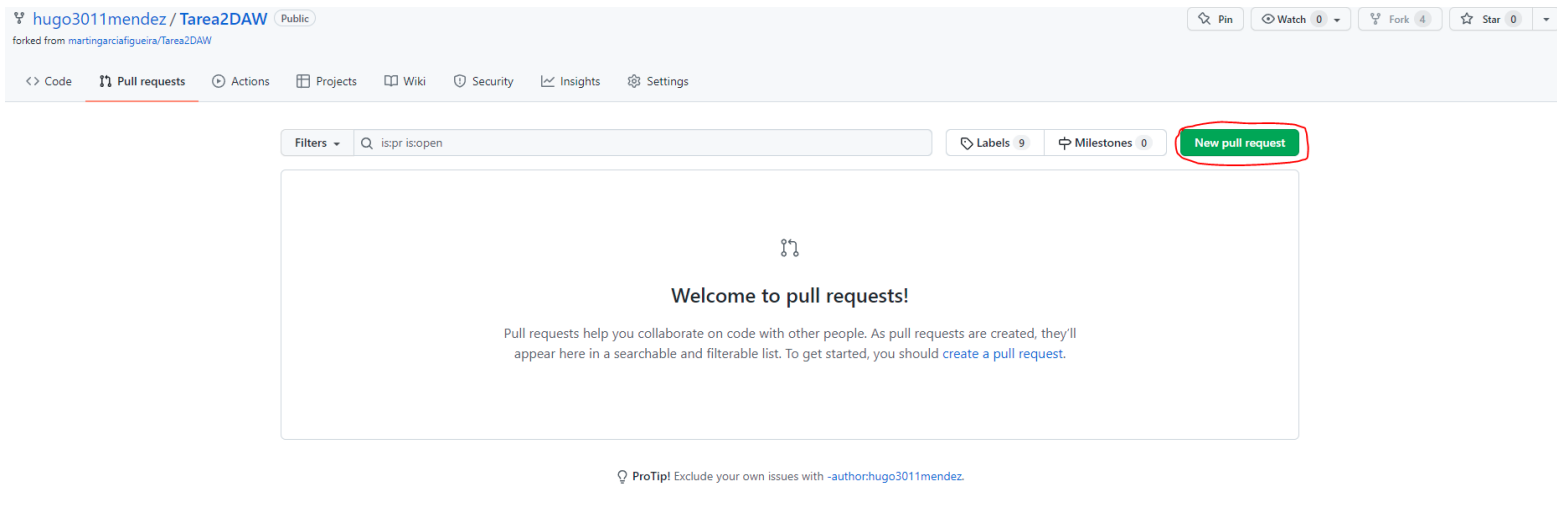 hugo3011mendez / Tarea2DAW Public
Pin Watch 0 Fork 4 Star 0
forked from martingarciafigueira/Tarea2DAW
Code Pull requests Actions Projects Wiki Security Insights Settings
Filters is:pr is:open Labels 9 Milestones 0 New pull request
Welcome to pull requests!
Pull requests help you collaborate on code with other people. As pull requests are created, they’ll
appear here in a searchable and filterable list. To get started, you should create a pull request.
ProTip! Exclude your own issues with -author:hugo3011mendez.